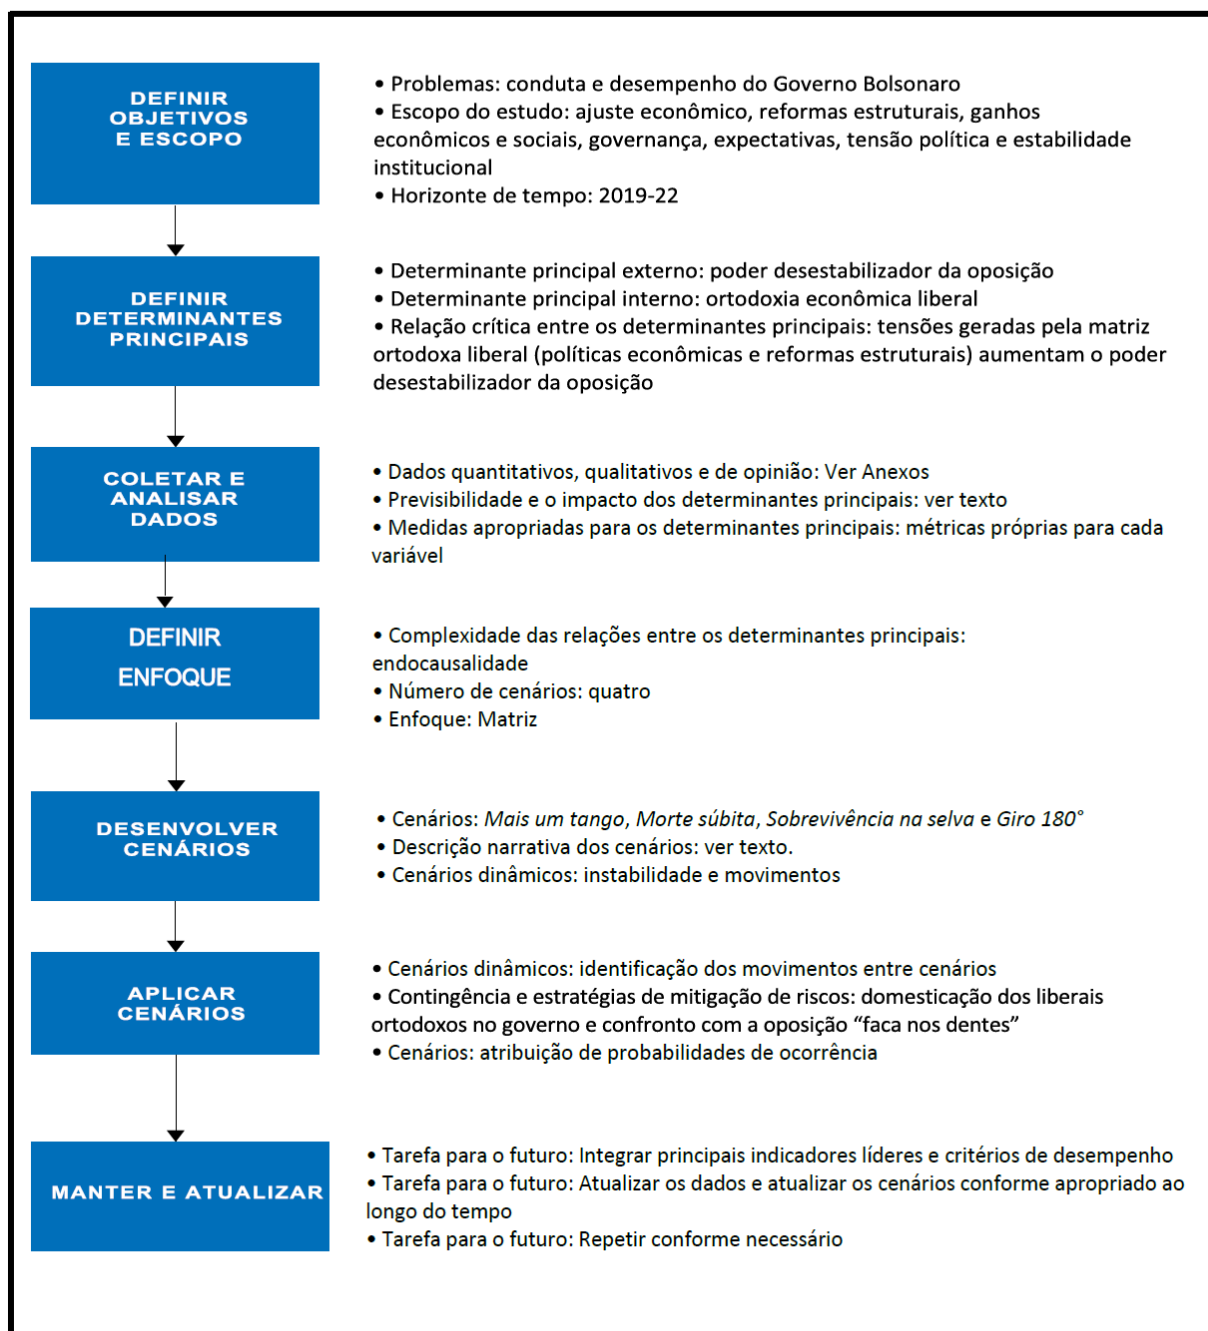 DEFINIR
OBJETIVOS
E ESCOPO
• Problemas: conduta e desempenho do Governo Bolsonaro
• Escopo do estudo: ajuste econômico, reformas estruturais, ganhos
econômicos e sociais, governança, expectativas, tensão política e estabilidade
institucional
• Horizonte de tempo: 2019-22
DEFINIR
DETERMINANTES
PRINCIPAIS
• Determinante principal externo: poder desestabilizador da oposição
• Determinante principal interno: ortodoxia econômica liberal
• Relação crítica entre os determinantes principais: tensões geradas pela matriz
ortodoxa liberal (políticas econômicas e reformas estruturais) aumentam o poder
desestabilizador da oposição
COLETAR E
ANALISAR
DADOS
• Dados quantitativos, qualitativos e de opinião: Ver Anexos
• Previsibilidade e o impacto dos determinantes principais: ver texto
• Medidas apropriadas para os determinantes principais: métricas próprias para cada
variável
DEFINIR
ENFOQUE
• Complexidade das relações entre os determinantes principais:
endocausalidade
• Número de cenários: quatro
• Enfoque: Matriz
DESENVOLVER
CENÁRIOS
• Cenários: Mais um tango, Morte súbita, Sobrevivência na selva e Giro 180°
• Descrição narrativa dos cenários: ver texto.
• Cenários dinâmicos: instabilidade e movimentos
APLICAR
CENÁRIOS
• Cenários dinâmicos: identificação dos movimentos entre cenários
• Contingência e estratégias de mitigação de riscos: domesticação dos liberais
ortodoxos no governo e confronto com a oposição “faca nos dentes”
• Cenários: atribuição de probabilidades de ocorrência
MANTER E ATUALIZAR
• Tarefa para o futuro: Integrar principais indicadores líderes e critérios de desempenho
• Tarefa para o futuro: Atualizar os dados e atualizar os cenários conforme apropriado ao
longo do tempo
• Tarefa para o futuro: Repetir conforme necessário